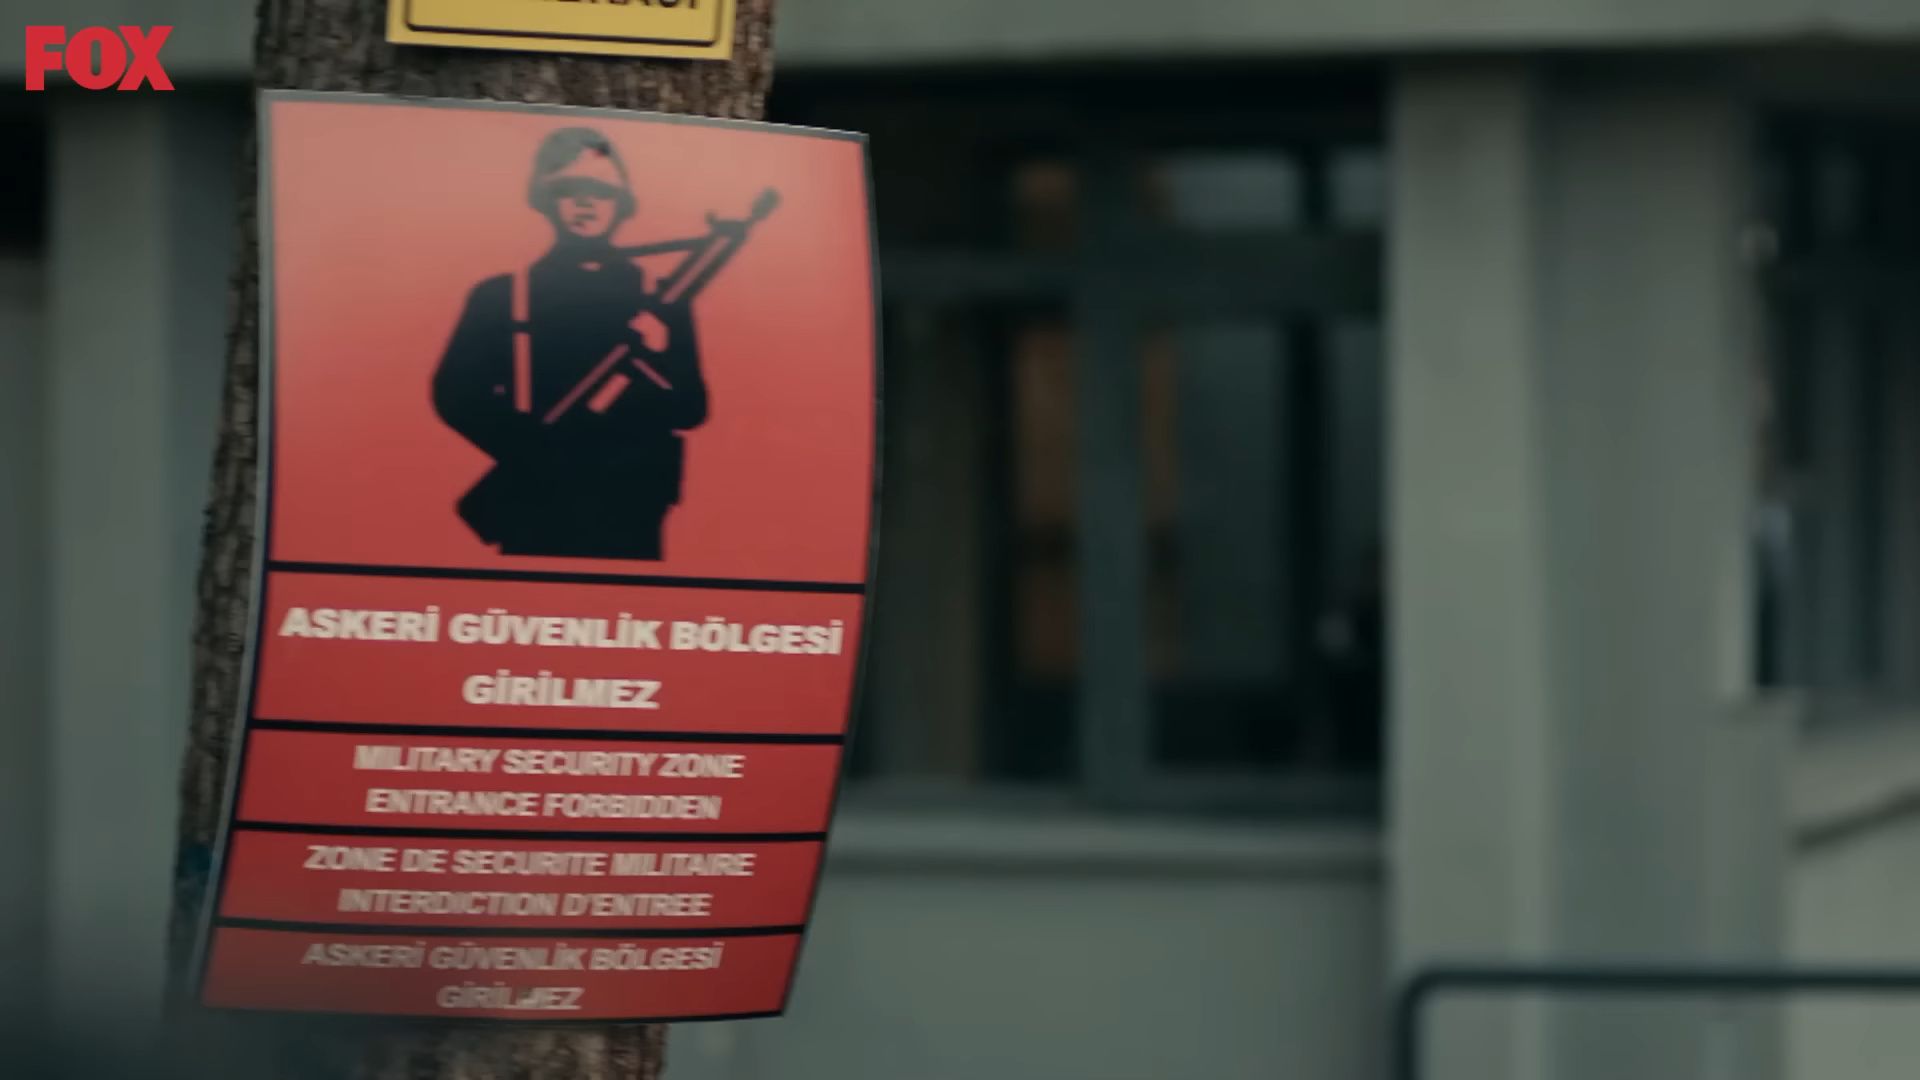 FOX
ASKERİ GÜVENLİK BÖLGESİ
GİRİLMEZ
MILITARY SECURITY ZONE
ENTRANCE FORBIDDEN
ZONE DE SECURITE MILITAIRE
INTERDICTION D'ENTREE
ASKERİ GÜVENLİK BÖLGESİ
GİRİLMEZ